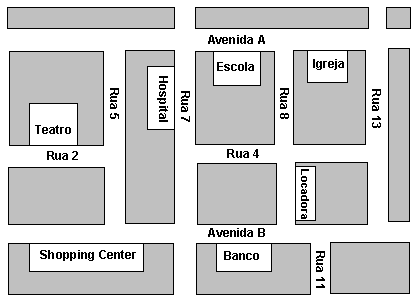 Avenida A
Escola
Igreja
Hospital
Rua 5
Rua 7
Rua 8
Rua 13
Teatro
Rua 2
Rua 4
Locadora
Avenida B
Shopping Center
Banco
Rua 11